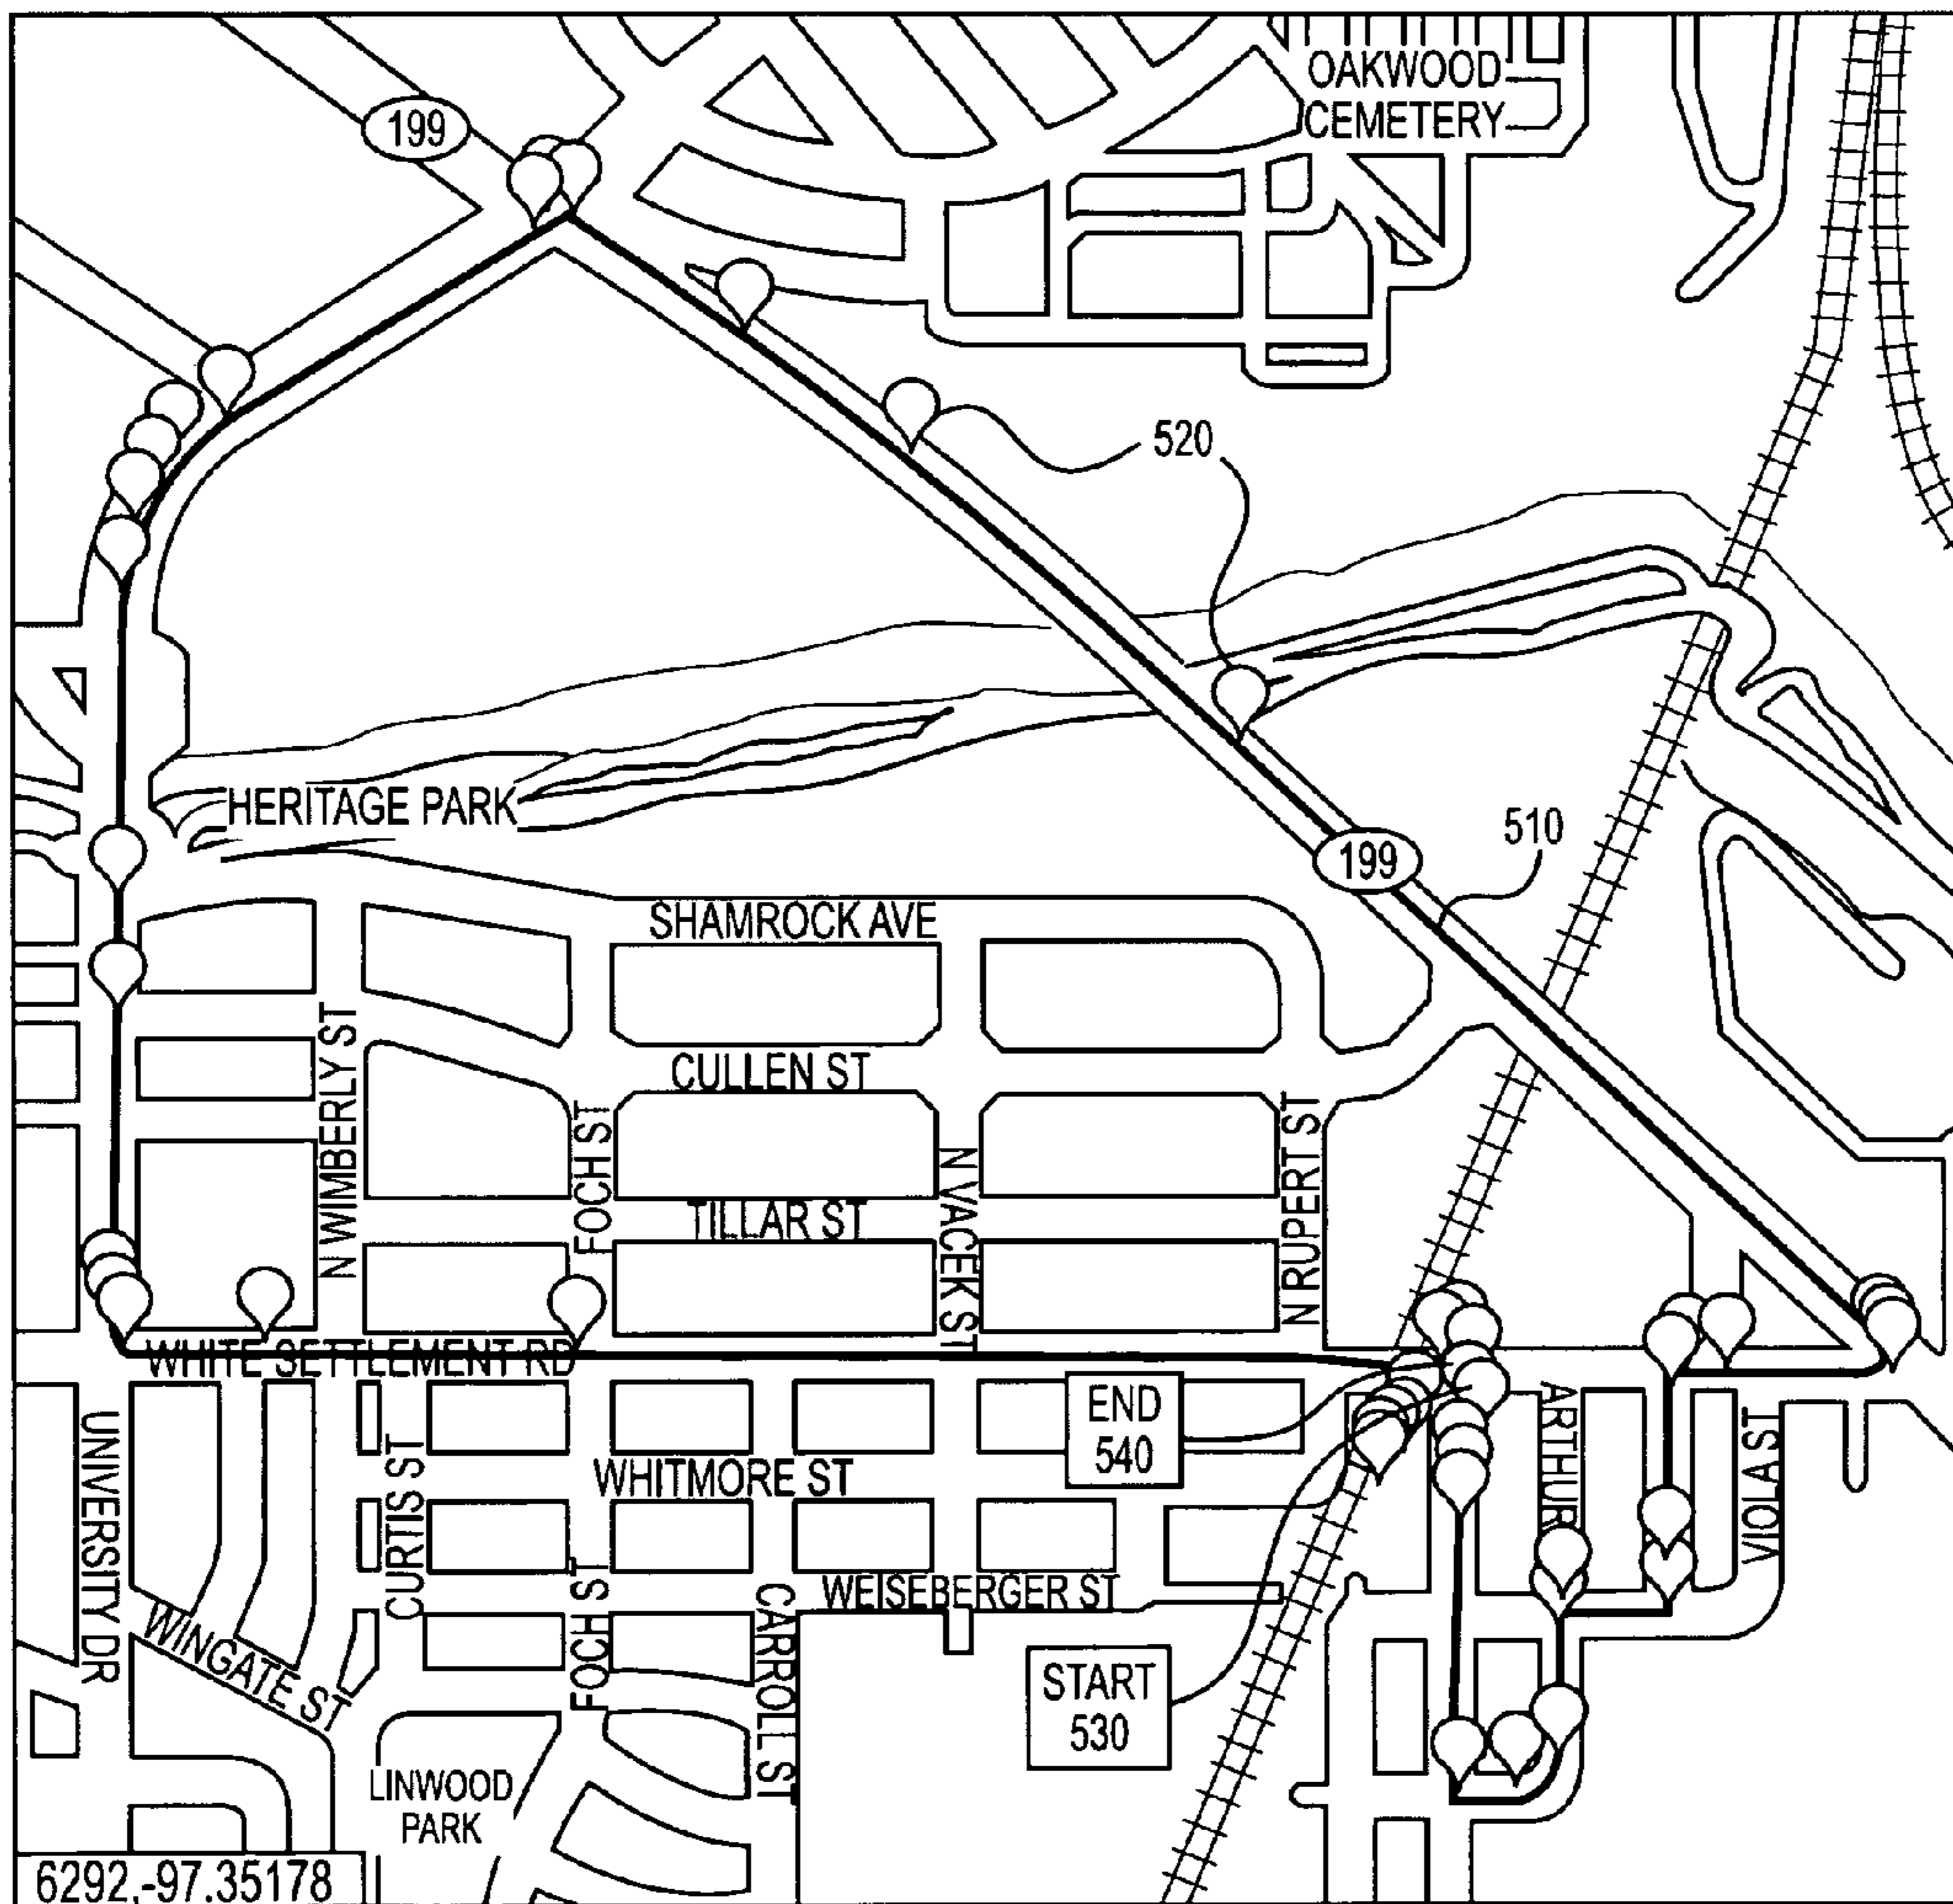 OAKWOOD
CEMETERY
199
520
HERITAGE PARK
510
199
SHAMROCK AVE
CULLEN ST
N WIMBERLY ST
FOCH ST
TILLAR ST
N VACEK ST
N RUPERT ST
WHITE SETTLEMENT RD
END
540
ARTHUR
VIOLA ST
UNIVERSITY DR
CURTIS ST
WHITMORE ST
WEISEBERGER ST
FOCH ST
CARROLL ST
WINGATE ST
START
530
LINWOOD
PARK
6292,-97.35178